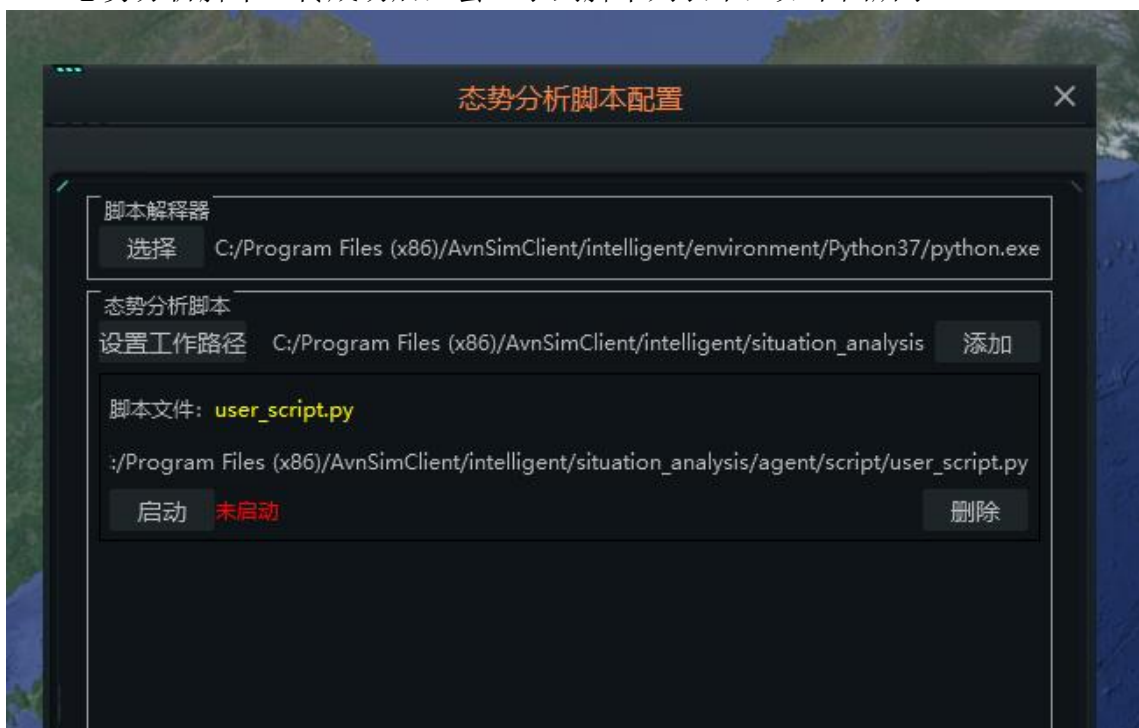 态势分析脚本配置
×
脚本解释器
选择 C:/Program Files (x86)/AvnSimClient/intelligent/environment/Python37/python.exe
态势分析脚本
设置工作路径 C:/Program Files (x86)/AvnSimClient/intelligent/situation_analysis 添加
脚本文件: user_script.py
:/Program Files (x86)/AvnSimClient/intelligent/situation_analysis/agent/script/user_script.py
启动 未启动 删除